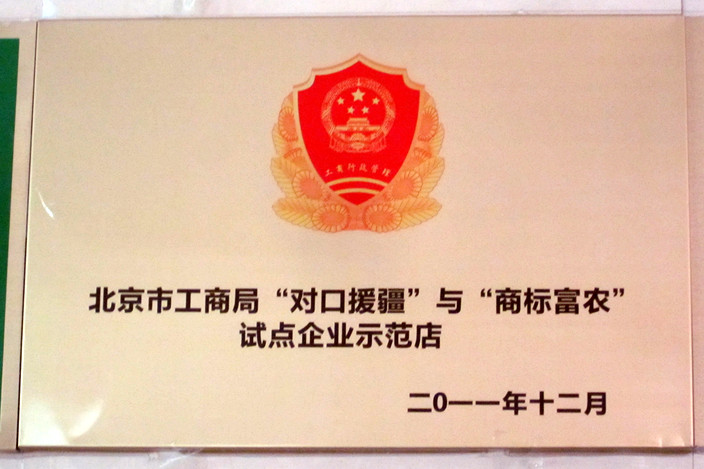 工商行政管理
北京市工商局“对口援疆”与“商标富农”
试点企业示范店
二0一一年十二月